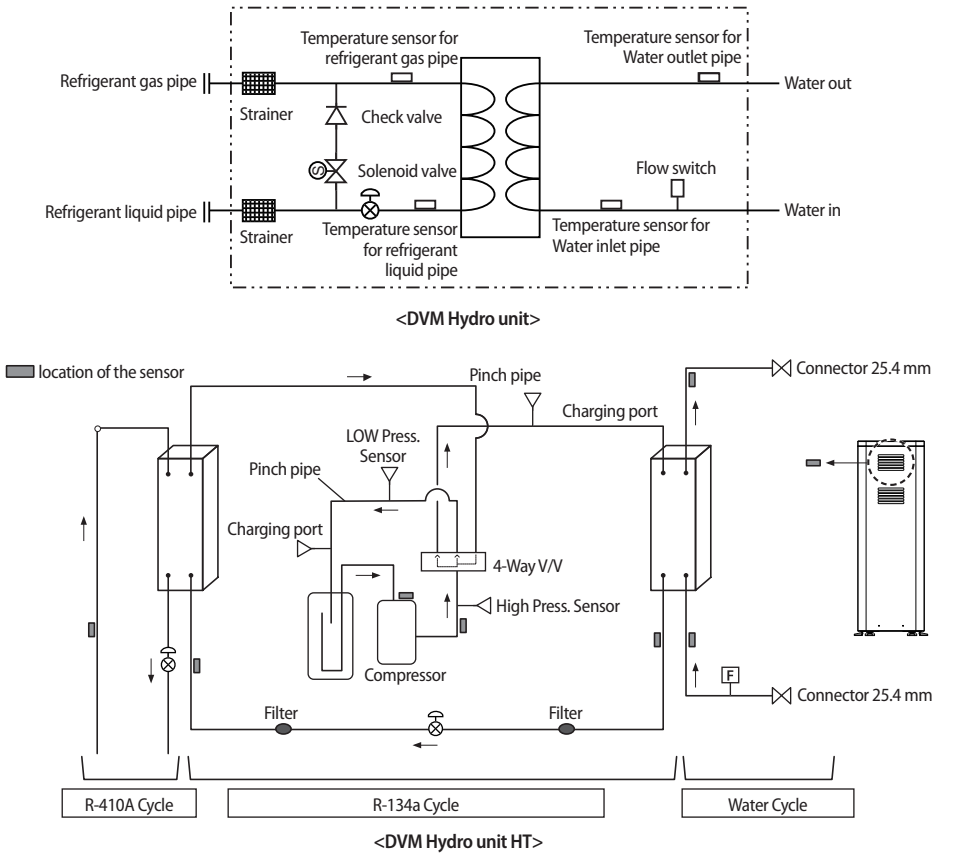 Temperature sensor for
refrigerant gas pipe
Temperature sensor for
Water outlet pipe
Refrigerant gas pipe
Water out
Strainer
Check valve
S
Solenoid valve
Flow switch
Refrigerant liquid pipe
Water in
Strainer
Temperature sensor
for refrigerant
liquid pipe
Temperature sensor for
Water inlet pipe
<DVM Hydro unit>
location of the sensor
Pinch pipe
Connector 25.4 mm
Charging port
LOW Press.
Sensor
Pinch pipe
Charging port
4-Way V/V
High Press. Sensor
Compressor
F
Connector 25.4 mm
Filter
Filter
R-410A Cycle
R-134a Cycle
Water Cycle
<DVM Hydro unit HT>